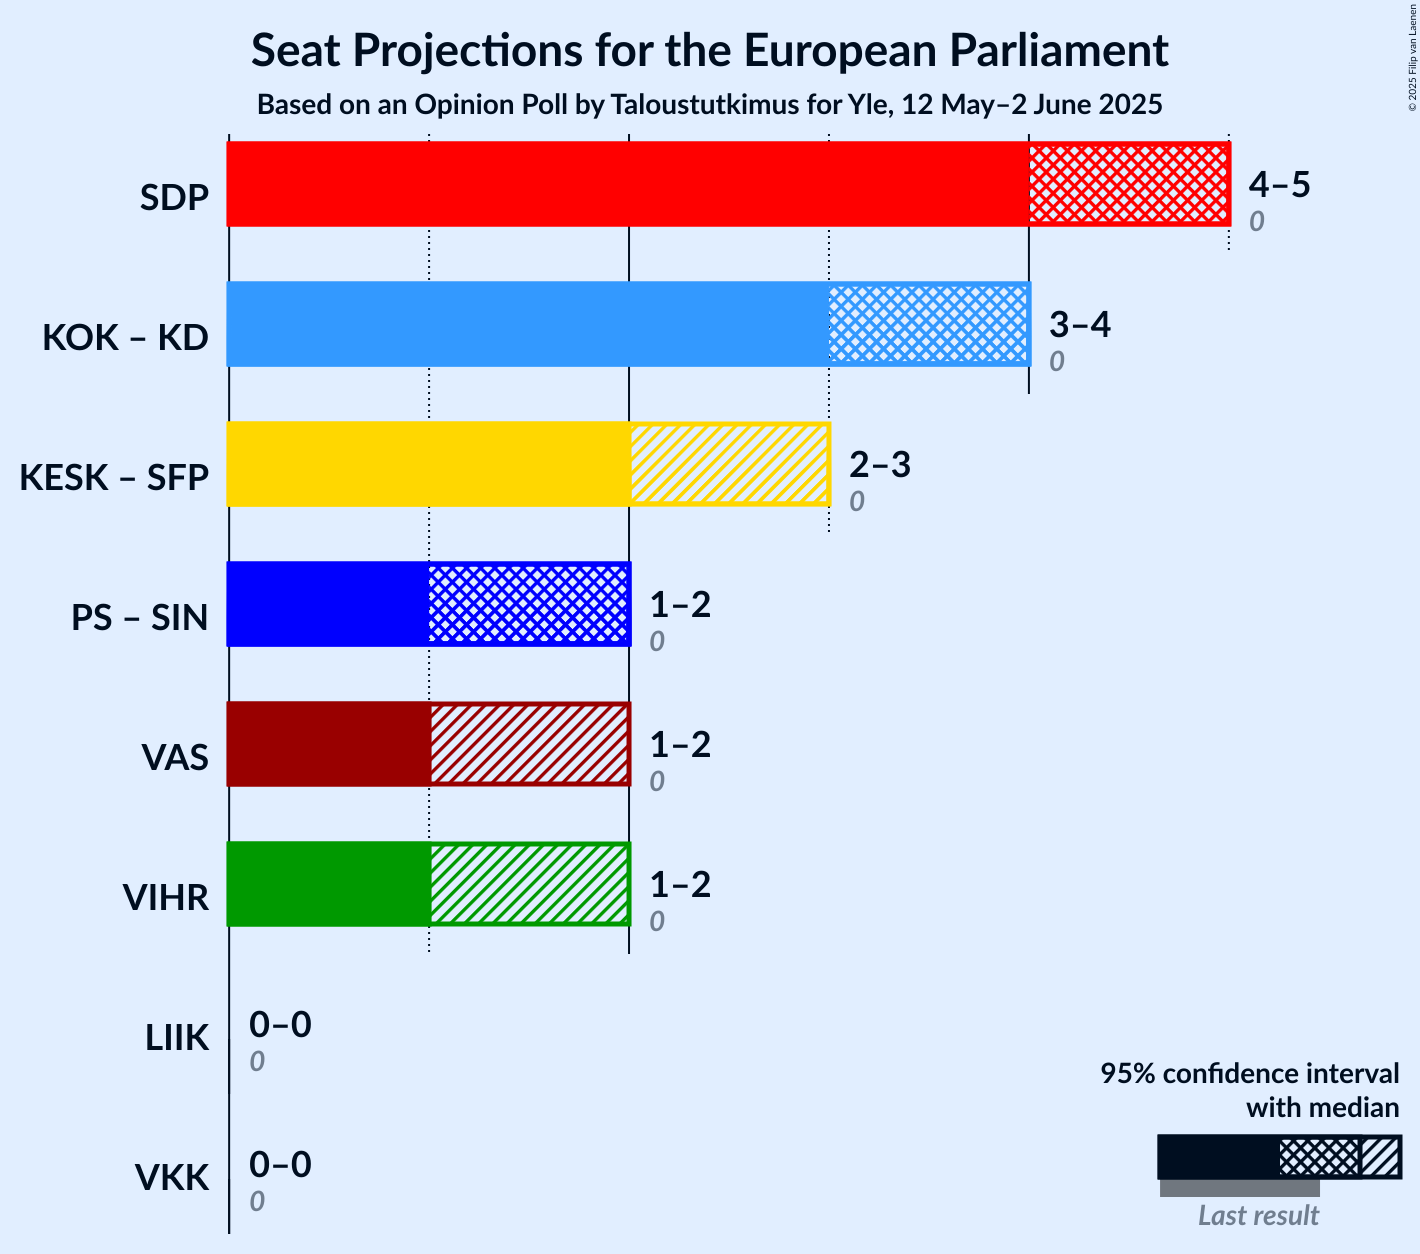 Seat Projections for the European Parliament
Based on an Opinion Poll by Taloustutkimus for Yle, 12 May–2 June 2025
© 2025 Filip van Laenen
SDP
4–5
0
KOK – KD
3–4
0
KESK – SFP
2–3
0
PS – SIN
1–2
0
VAS
1–2
0
VIHR
1–2
0
LIIK
0–0
0
VKK
0–0
0
95% confidence interval
with median
Last result